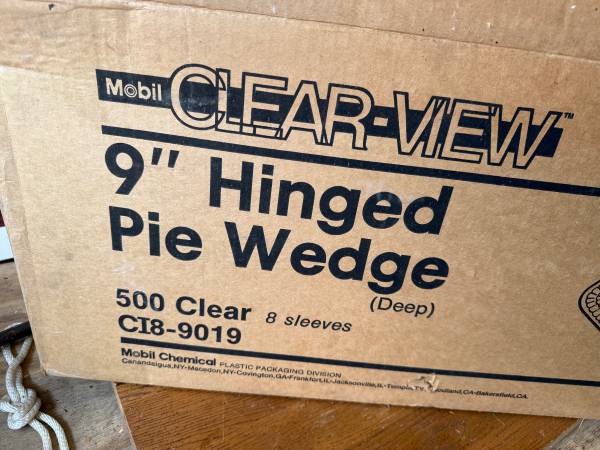 Mobil CLEAR-VIEW™
9" Hinged
Pie Wedge
(Deep)
500 Clear 8 sleeves
CI8-9019
Mobil Chemical PLASTIC PACKAGING DIVISION
Canandaigua,NY-Macedon,NY-Covington,GA-Frankfort,IL-Jacksonville,IL-Temple,TX- CA-Bakersfield,CA.